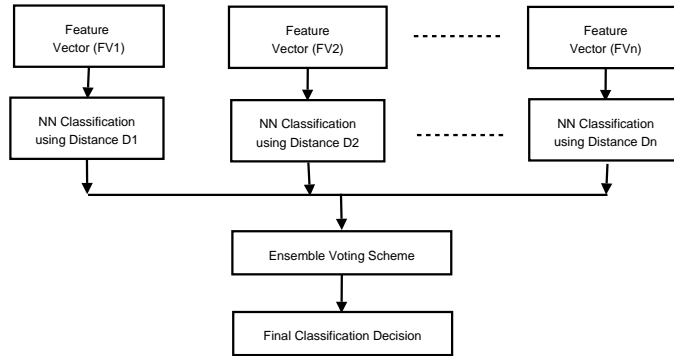 Feature
Vector (FV1)
Feature
Vector (FV2)
Feature
Vector (FVn)
NN Classification
using Distance D1
NN Classification
using Distance D2
NN Classification
using Distance Dn
Ensemble Voting Scheme
Final Classification Decision